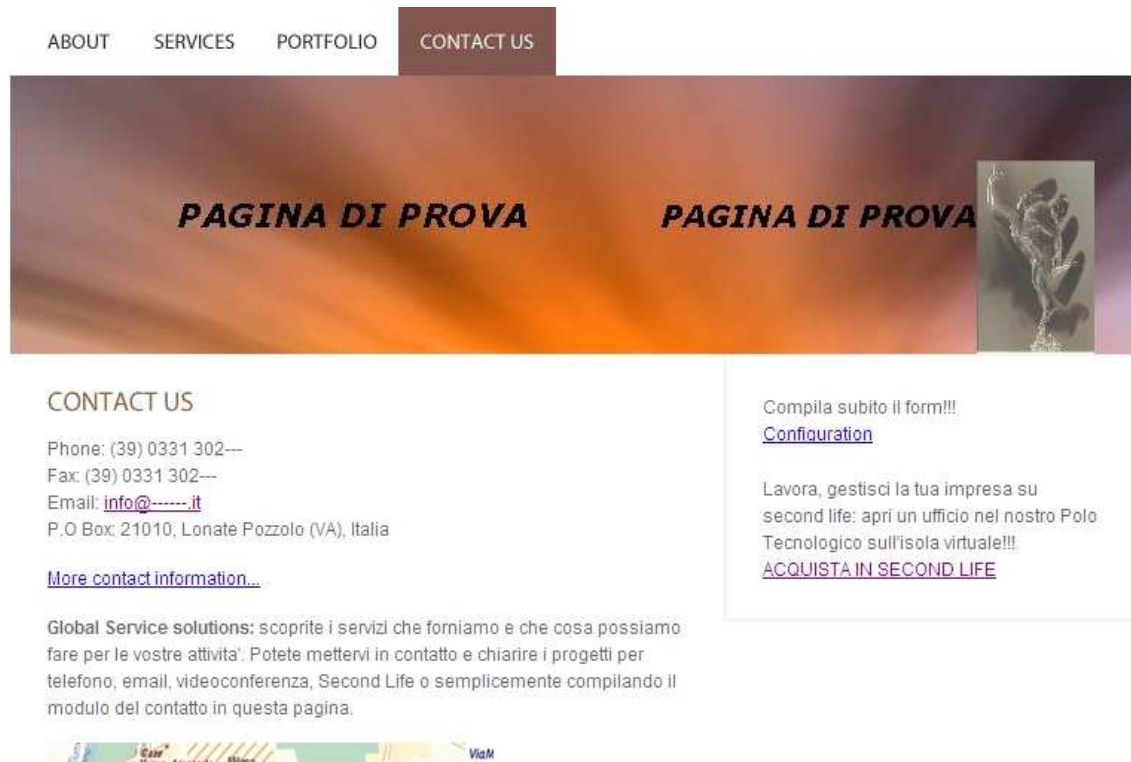 ABOUT SERVICES PORTFOLIO CONTACT US
PAGINA DI PROVA PAGINA DI PROVA
CONTACT US
Phone: (39) 0331 302---
Fax: (39) 0331 302---
Email: info@------.it
P.O Box: 21010, Lonate Pozzolo (VA), Italia
More contact information...
Global Service solutions: scoprite i servizi che forniamo e che cosa possiamo
fare per le vostre attivita'. Potete mettervi in contatto e chiarire i progetti per
telefono, email, videoconferenza, Second Life o semplicemente compilando il
modulo del contatto in questa pagina.
Compila subito il form!!!
Configuration
Lavora, gestisci la tua impresa su
second life: apri un ufficio nel nostro Polo
Tecnologico sull'isola virtuale!!!
ACQUISTA IN SECOND LIFE